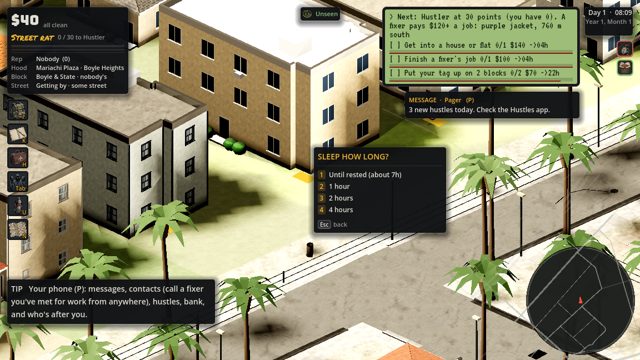 $40 all clean
STREET RAT 0 / 30 to Hustler
Rep Nobody (0)
Hood Mariachi Plaza · Boyle Heights
Block Boyle & State · nobody's
Street Getting by · some street
Unseen
> Next: Hustler at 30 points (you have 0). A
fixer pays $120+ a job: purple jacket, 760 m
south
[ ] Get into a house or flat 0/1 $140 ->04h
[ ] Finish a fixer's job 0/1 $100 ->04h
[ ] Put your tag up on 2 blocks 0/2 $70 ->22h
Day 1 · 08:09
Year 1, Month 1
MESSAGE · Pager (P)
3 new hustles today. Check the Hustles app.
SLEEP HOW LONG?
1 Until rested (about 7h)
2 1 hour
3 2 hours
4 4 hours
Esc back
Tab
U
TIP Your phone (P): messages, contacts (call a fixer
you've met for work from anywhere), hustles, bank,
and who's after you.